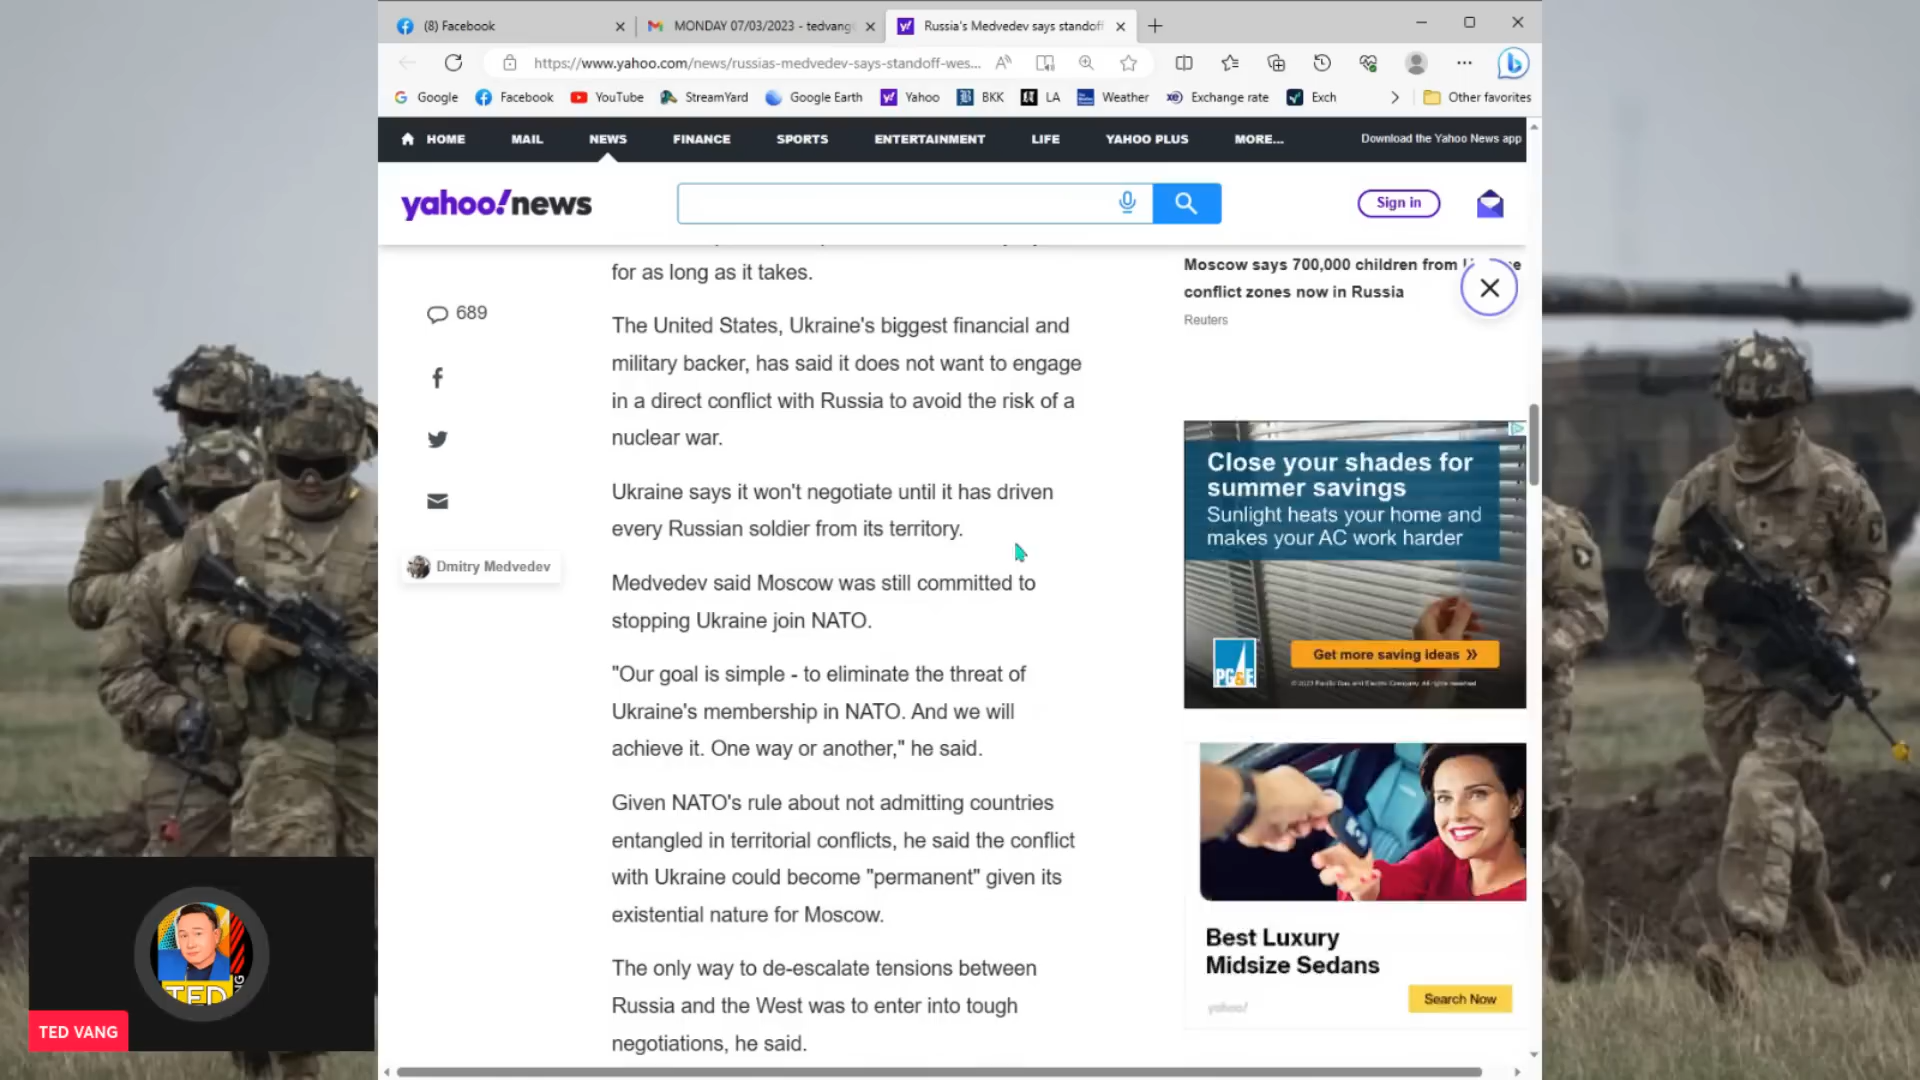 (8) Facebook
MONDAY 07/03/2023 - tedvang
Russia's Medvedev says standoff
https://www.yahoo.com/news/russias-medvedev-says-standoff-wes...
Google
Facebook
YouTube
StreamYard
Google Earth
Yahoo
BKK
LA
Weather
Exchange rate
Exch
Other favorites
HOME
MAIL
NEWS
FINANCE
SPORTS
ENTERTAINMENT
LIFE
YAHOO PLUS
MORE...
Download the Yahoo News app
yahoo!news
Sign in
689
Dmitry Medvedev
for as long as it takes.
The United States, Ukraine's biggest financial and
military backer, has said it does not want to engage
in a direct conflict with Russia to avoid the risk of a
nuclear war.
Ukraine says it won't negotiate until it has driven
every Russian soldier from its territory.
Medvedev said Moscow was still committed to
stopping Ukraine join NATO.
"Our goal is simple - to eliminate the threat of
Ukraine's membership in NATO. And we will
achieve it. One way or another," he said.
Given NATO's rule about not admitting countries
entangled in territorial conflicts, he said the conflict
with Ukraine could become "permanent" given its
existential nature for Moscow.
The only way to de-escalate tensions between
Russia and the West was to enter into tough
negotiations, he said.
Moscow says 700,000 children from
conflict zones now in Russia
Reuters
Close your shades for
summer savings
Sunlight heats your home and
makes your AC work harder
PG&E
Get more saving ideas »
©2023 Pacific Gas and Electric Company. All rights reserved.
Best Luxury
Midsize Sedans
yahoo!
Search Now
TED
TED VANG